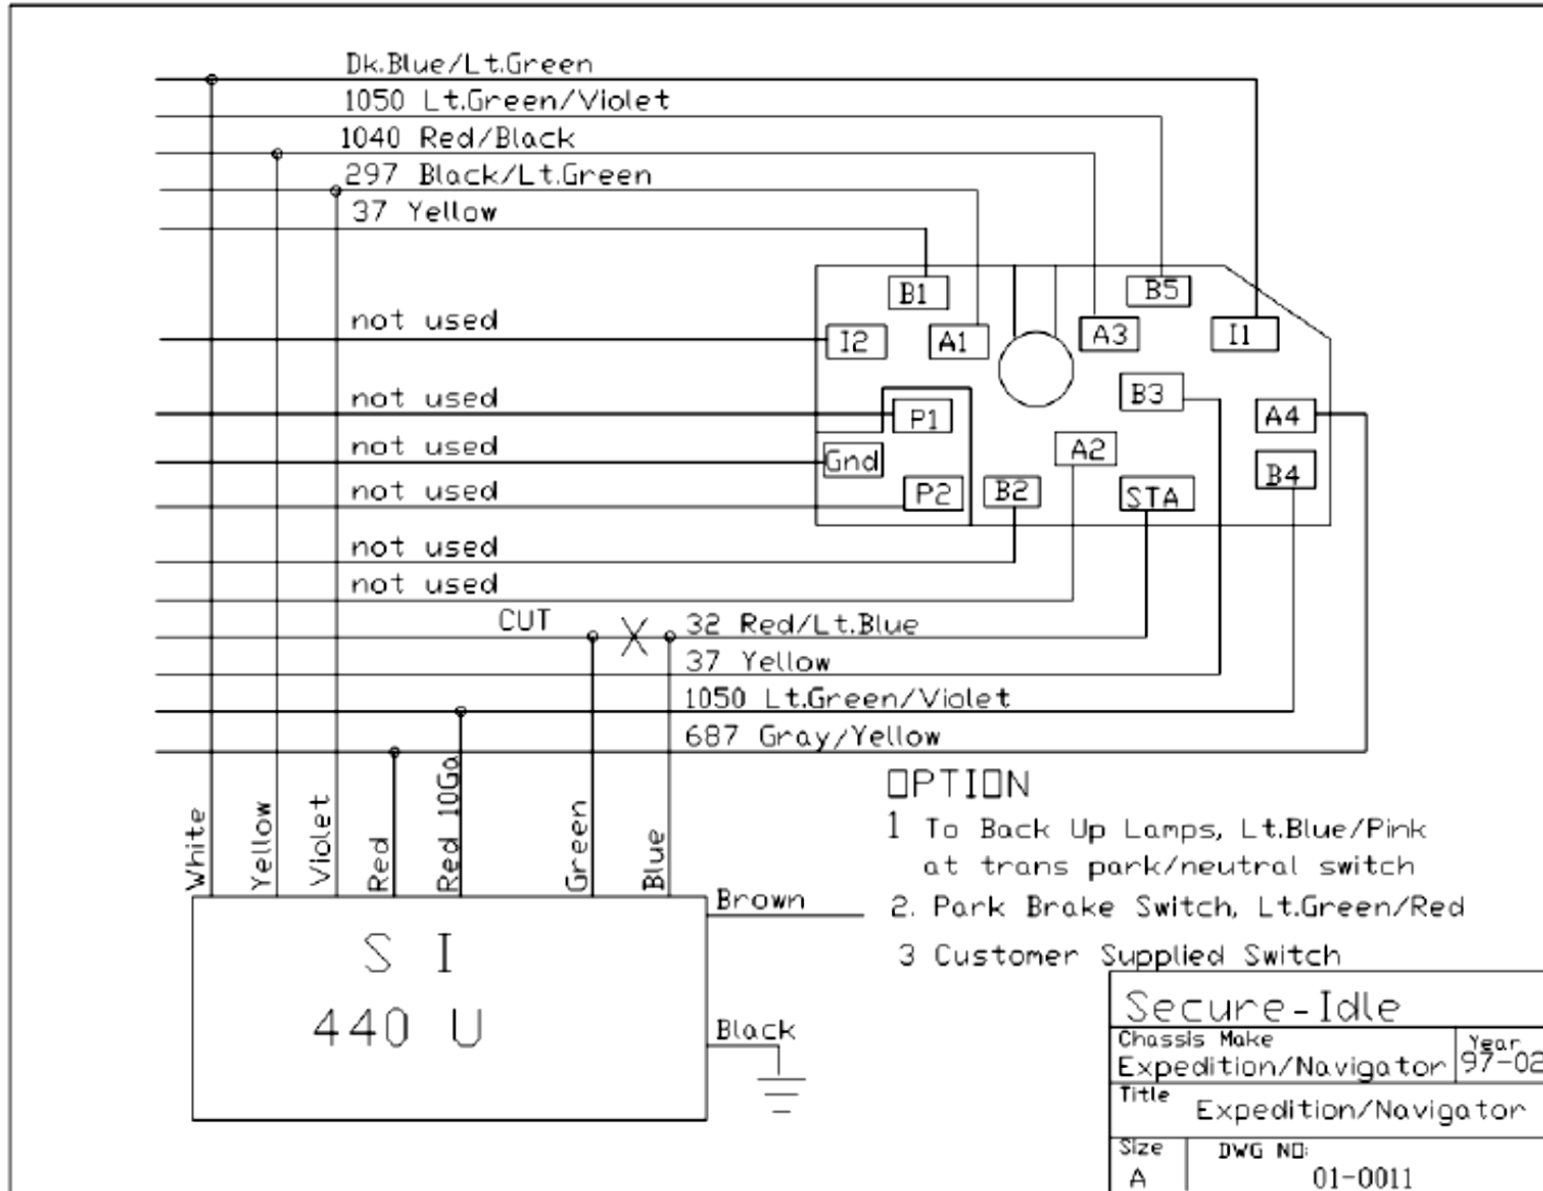 Dk.Blue/Lt.Green
1050 Lt.Green/Violet
1040 Red/Black
297 Black/Lt.Green
37 Yellow
B1
B5
not used
I2
A1
A3
I1
B3
not used
P1
A4
not used
Gnd
A2
B4
not used
P2
B2
STA
not used
not used
CUT
X
32 Red/Lt.Blue
37 Yellow
1050 Lt.Green/Violet
687 Gray/Yellow
White
Yellow
Violet
Red
Red 10Ga
Green
Blue
OPTION
1 To Back Up Lamps, Lt.Blue/Pink
at trans park/neutral switch
2. Park Brake Switch, Lt.Green/Red
3 Customer Supplied Switch
Brown
S I
440 U
Black
Secure-Idle
Chassis Make
Expedition/Navigator
Year
97-02
Title
Expedition/Navigator
Size
A
DWG NO:
01-0011